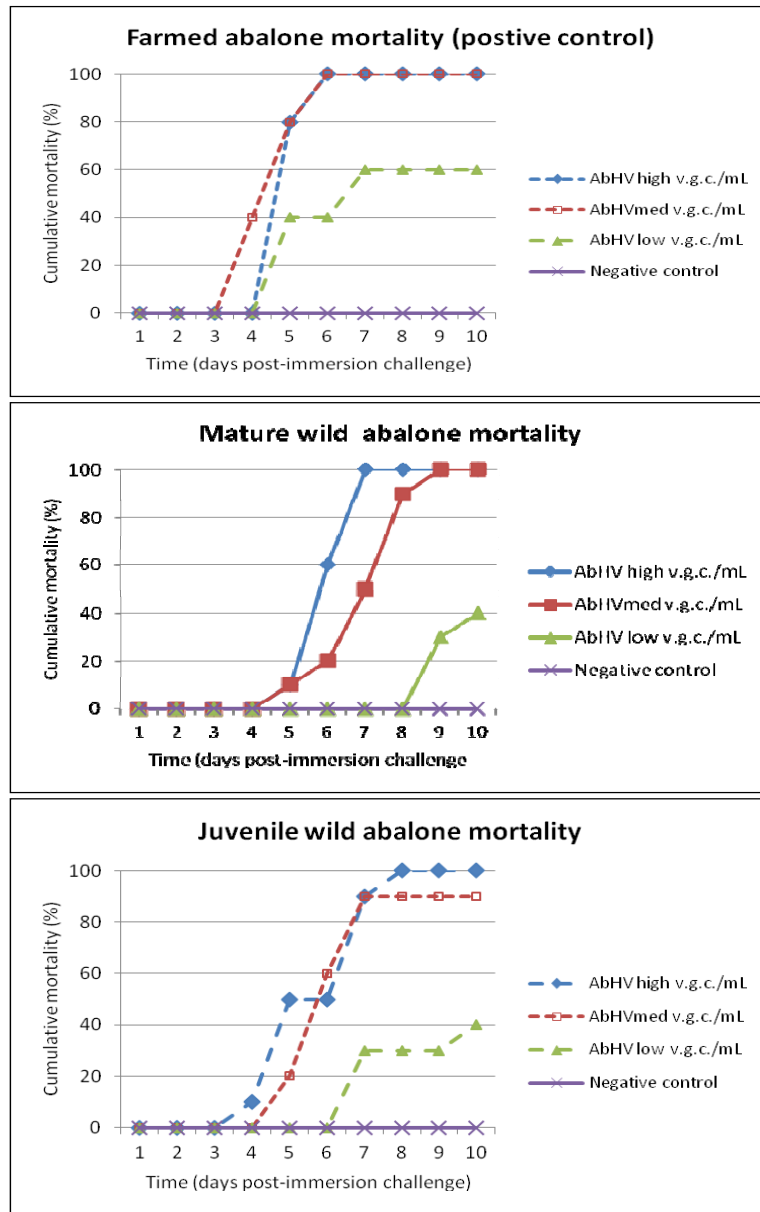 Farmed abalone mortality (postive control)
Cumulative mortality (%)
100
80
60
40
20
0
1 2 3 4 5 6 7 8 9 10
Time (days post-immersion challenge)
AbHV high v.g.c./mL
AbHVmed v.g.c./mL
AbHV low v.g.c./mL
Negative control
Mature wild abalone mortality
Cumulative mortality (%)
100
80
60
40
20
0
1 2 3 4 5 6 7 8 9 10
Time (days post-immersion challenge
AbHV high v.g.c./mL
AbHVmed v.g.c./mL
AbHV low v.g.c./mL
Negative control
Juvenile wild abalone mortality
Cumulative mortality (%)
100
80
60
40
20
0
1 2 3 4 5 6 7 8 9 10
Time (days post-immersion challenge)
AbHV high v.g.c./mL
AbHVmed v.g.c./mL
AbHV low v.g.c./mL
Negative control